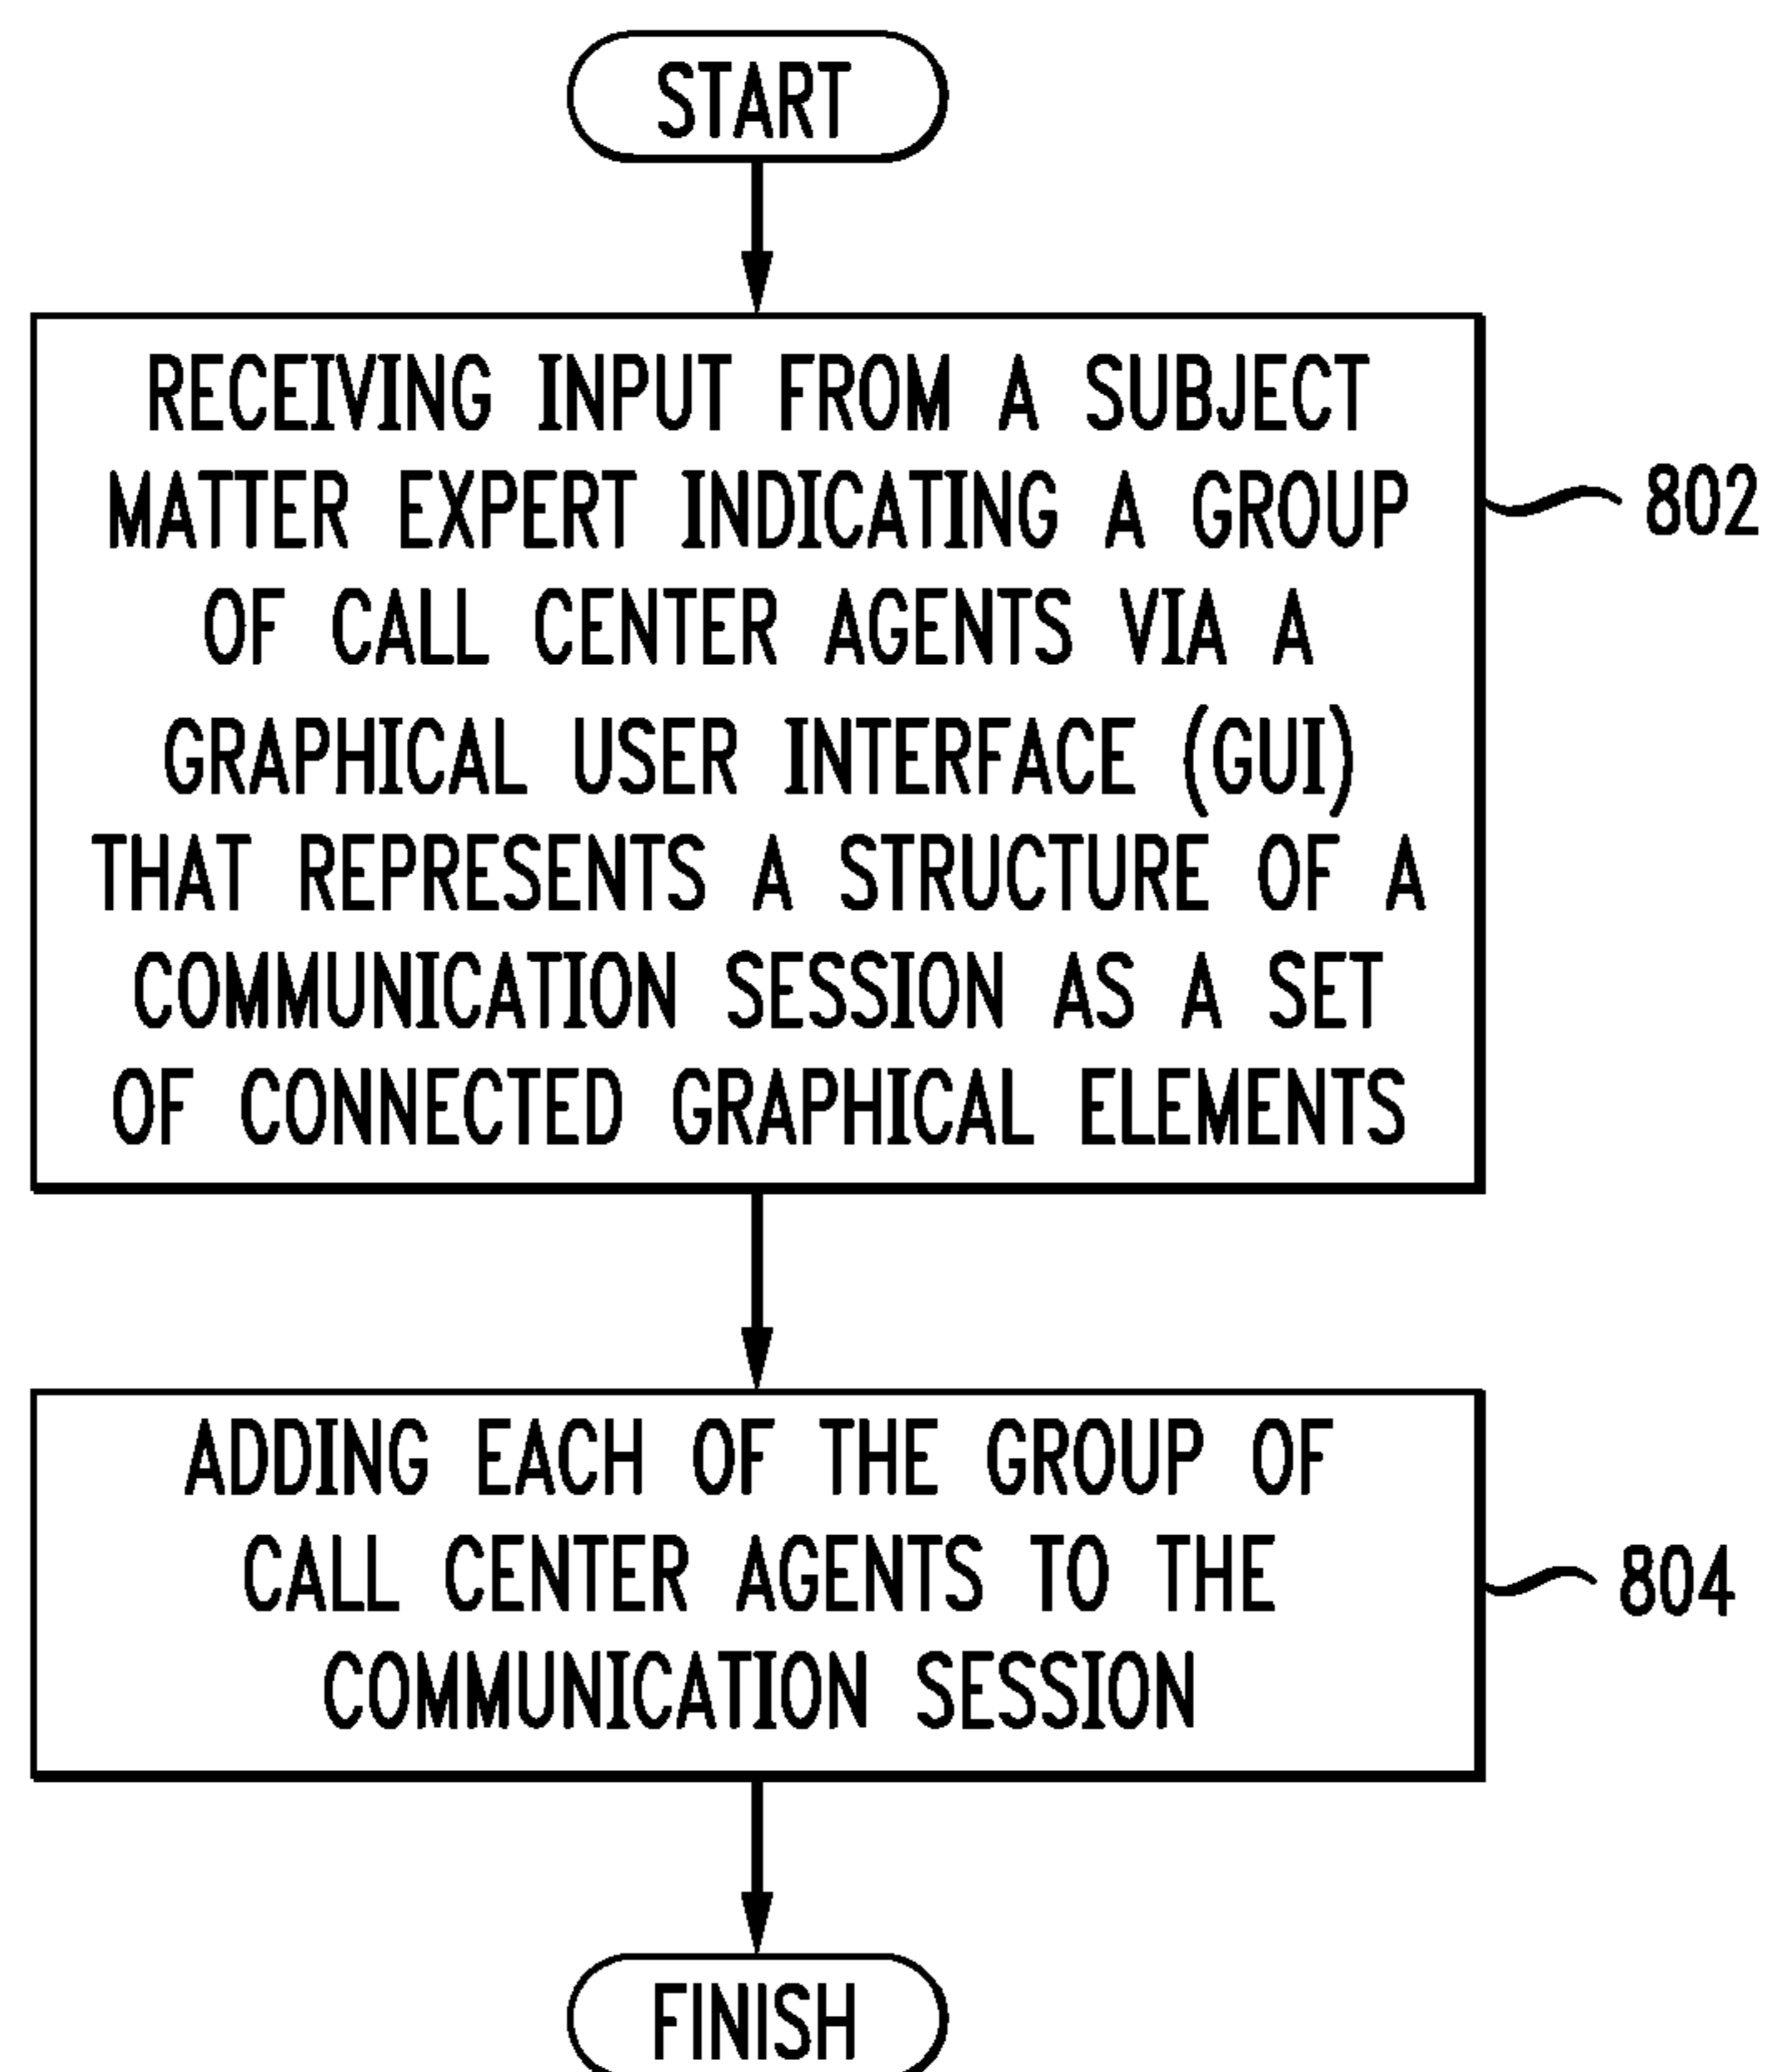 START
RECEIVING INPUT FROM A SUBJECT
MATTER EXPERT INDICATING A GROUP
OF CALL CENTER AGENTS VIA A
GRAPHICAL USER INTERFACE (GUI)
THAT REPRESENTS A STRUCTURE OF A
COMMUNICATION SESSION AS A SET
OF CONNECTED GRAPHICAL ELEMENTS
802
ADDING EACH OF THE GROUP OF
CALL CENTER AGENTS TO THE
COMMUNICATION SESSION
804
FINISH